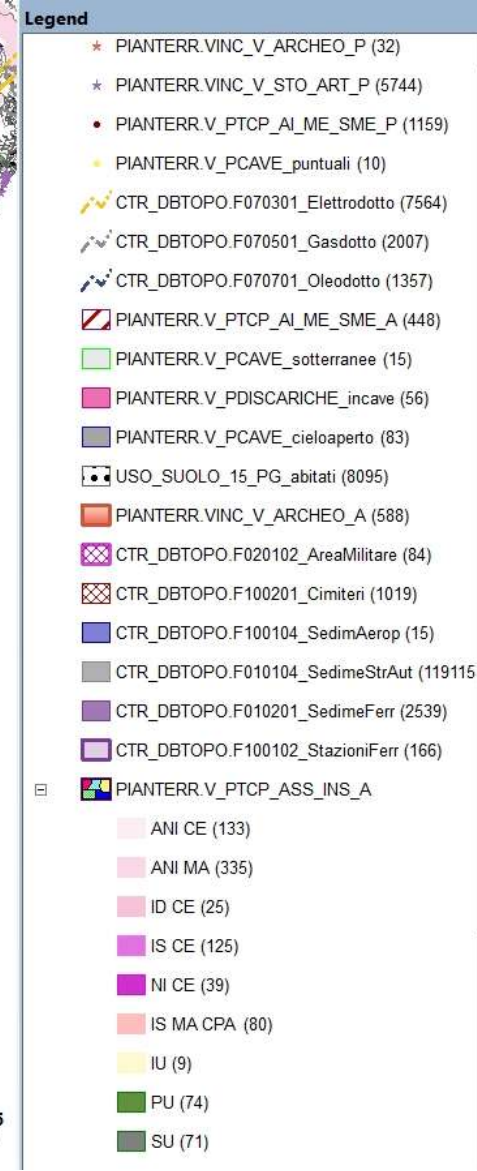 Legend
PIANTERR.VINC_V_ARCHEO_P (32)
PIANTERR.VINC_V_STO_ART_P (5744)
PIANTERR.V_PTCP_AI_ME_SME_P (1159)
PIANTERR.V_PCAVE_puntuali (10)
CTR_DBTOPO.F070301_Elettrodotto (7564)
CTR_DBTOPO.F070501_Gasdotto (2007)
CTR_DBTOPO.F070701_Oleodotto (1357)
PIANTERR.V_PTCP_AI_ME_SME_A (448)
PIANTERR.V_PCAVE_sotterranee (15)
PIANTERR.V_PDISCARICHE_incave (56)
PIANTERR.V_PCAVE_cieloaperto (83)
USO_SUOLO_15_PG_abitati (8095)
PIANTERR.VINC_V_ARCHEO_A (588)
CTR_DBTOPO.F020102_AreaMilitare (84)
CTR_DBTOPO.F100201_Cimiteri (1019)
CTR_DBTOPO.F100104_SedimAerop (15)
CTR_DBTOPO.F010104_SedimeStrAut (119115
CTR_DBTOPO.F010201_SedimeFerr (2539)
CTR_DBTOPO.F100102_StazioniFerr (166)
PIANTERR.V_PTCP_ASS_INS_A
ANI CE (133)
ANI MA (335)
ID CE (25)
IS CE (125)
NI CE (39)
IS MA CPA (80)
IU (9)
PU (74)
SU (71)